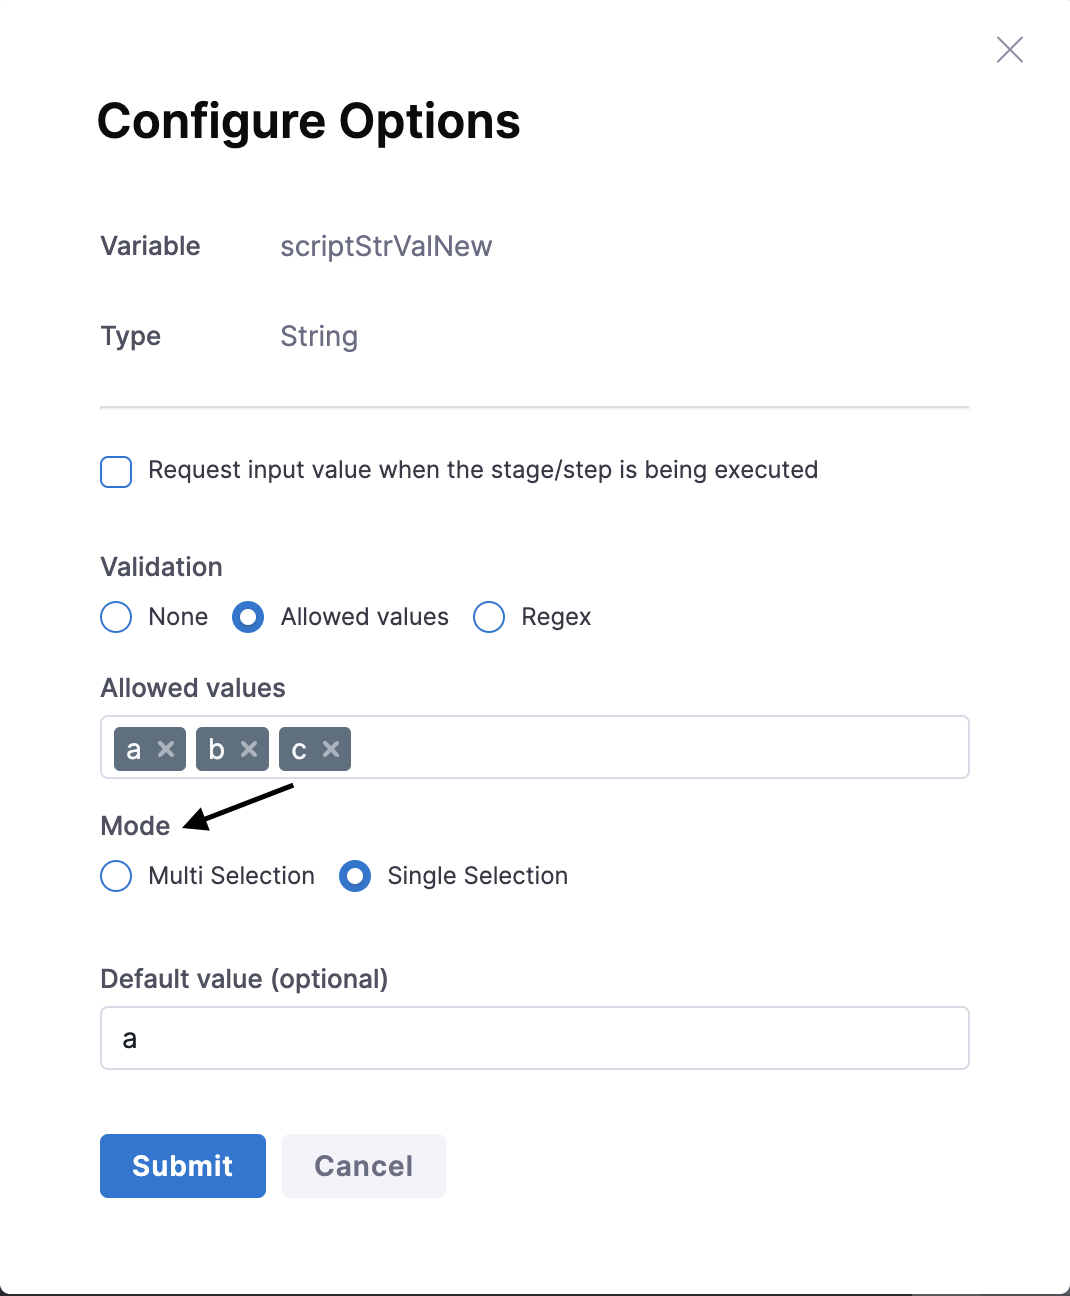 Configure Options
Variable scriptStrValNew
Type String
Request input value when the stage/step is being executed
Validation
None Allowed values Regex
Allowed values
a b c
Mode
Multi Selection Single Selection
Default value (optional)
a
Submit Cancel